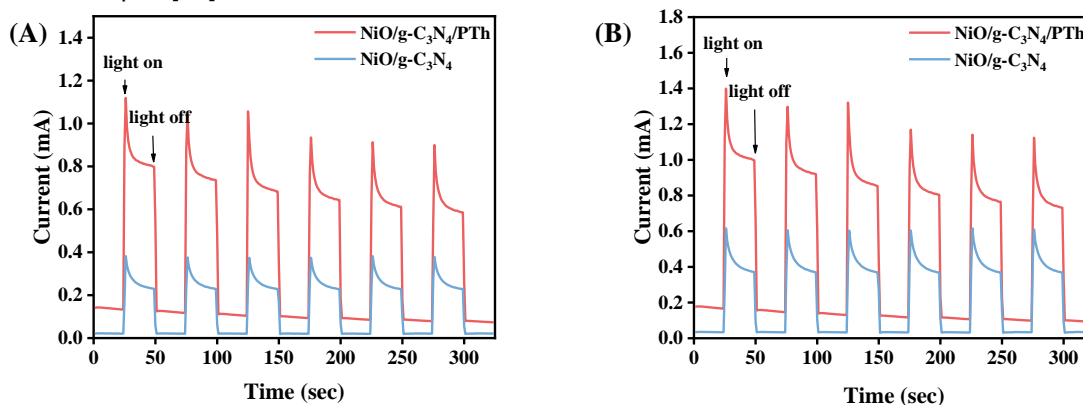 (A)
NiO/g-C₃N₄/PTh
NiO/g-C₃N₄
light on
light off
Current (mA)
1.4
1.2
1.0
0.8
0.6
0.4
0.2
0.0
0 50 100 150 200 250 300
Time (sec)
(B)
NiO/g-C₃N₄/PTh
NiO/g-C₃N₄
light on
light off
Current (mA)
1.8
1.6
1.4
1.2
1.0
0.8
0.6
0.4
0.2
0.0
0 50 100 150 200 250 300
Time (sec)